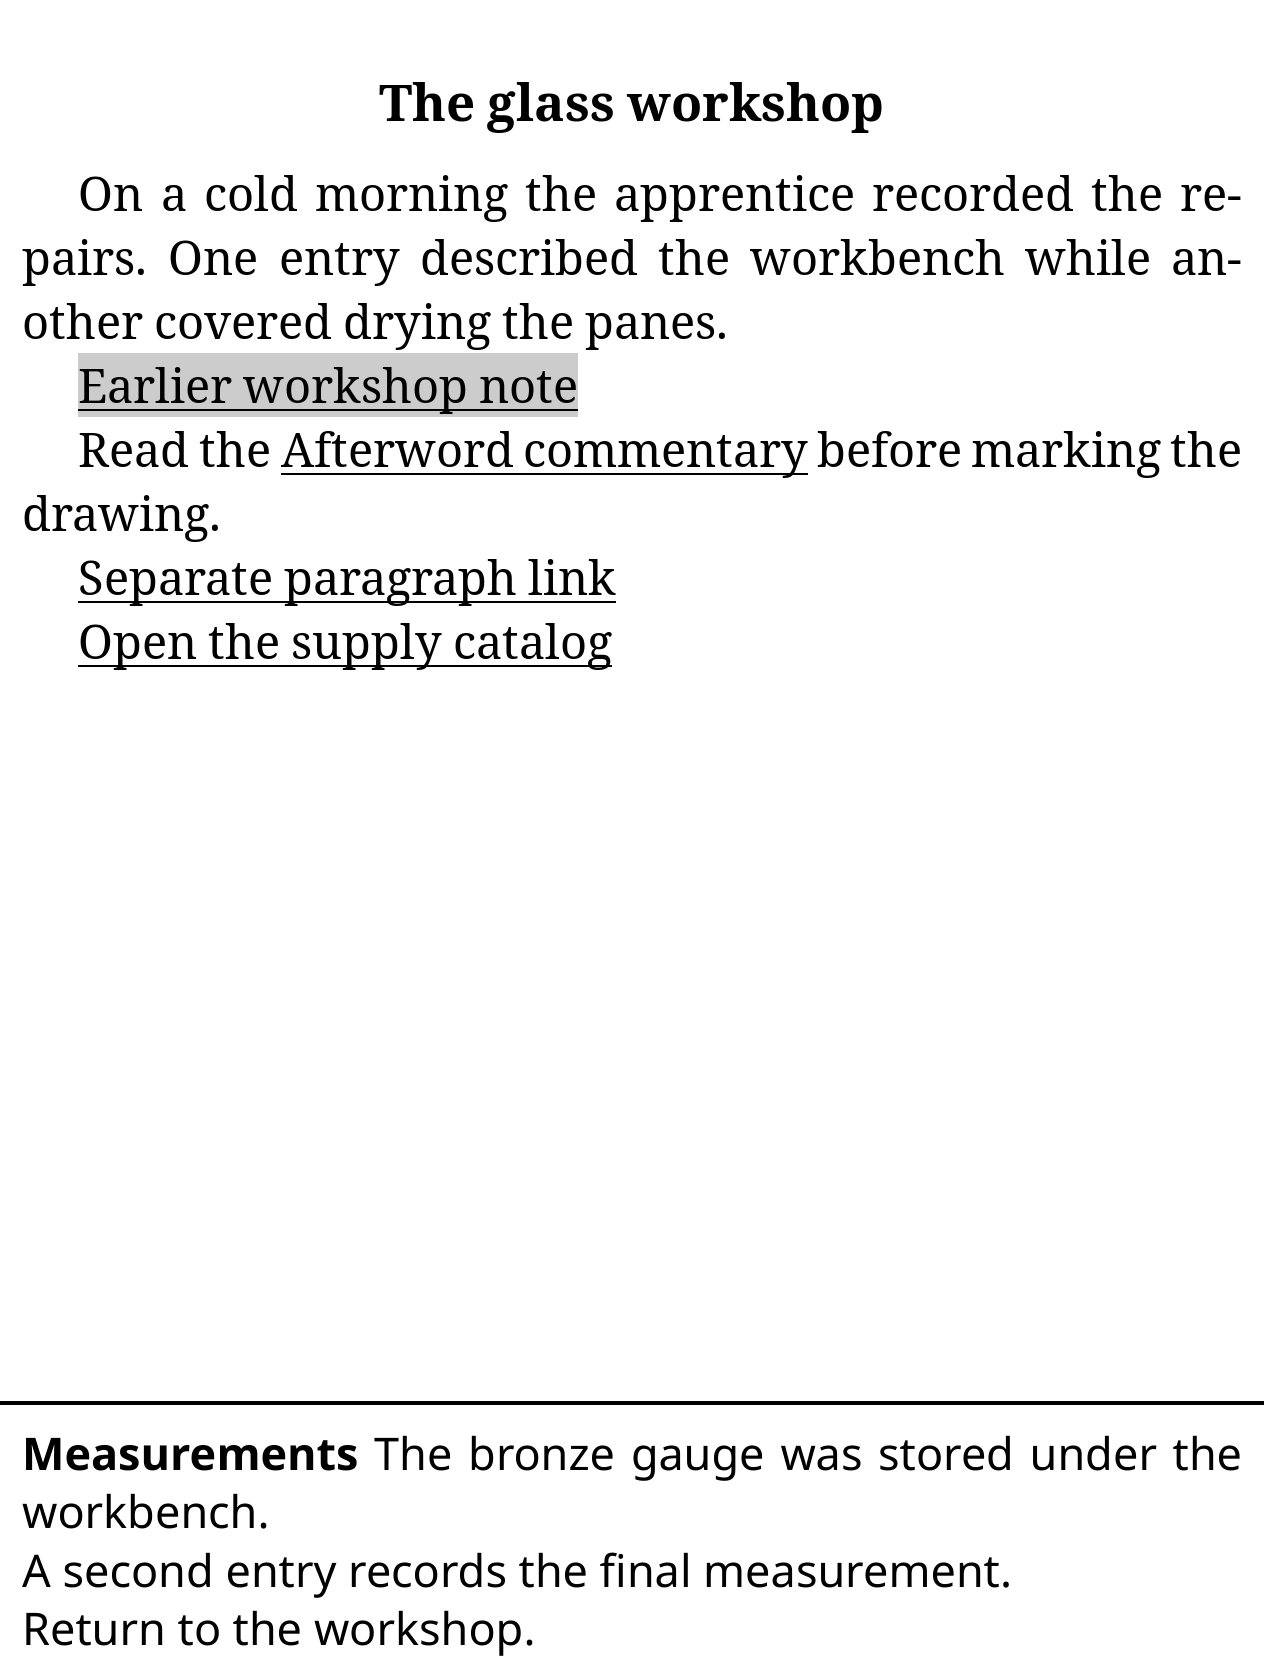 The glass workshop
On a cold morning the apprentice recorded the re-
pairs. One entry described the workbench while an-
other covered drying the panes.
Earlier workshop note
Read the Afterword commentary before marking the
drawing.
Separate paragraph link
Open the supply catalog
Measurements The bronze gauge was stored under the
workbench.
A second entry records the final measurement.
Return to the workshop.